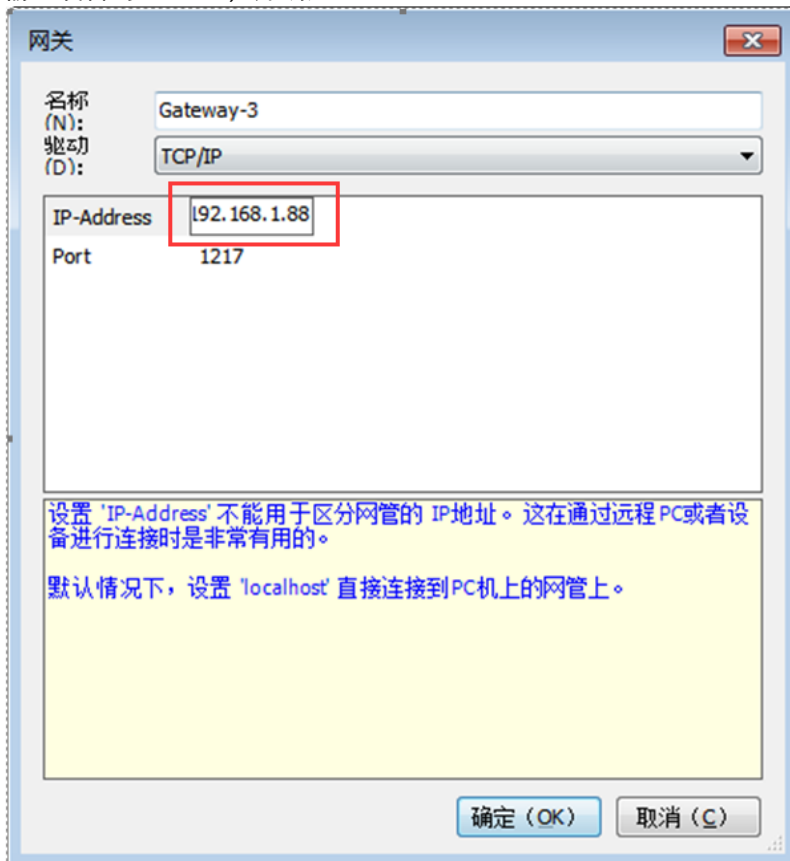 网关
名称
(N):
Gateway-3
驱动
(D):
TCP/IP
IP-Address
192.168.1.88
Port
1217
设置 'IP-Address' 不能用于区分网管的 IP地址。这在通过远程 PC或者设
备进行连接时是非常有用的。
默认情况下，设置 'localhost' 直接连接到PC机上的网管上。
确定（OK）
取消（C）